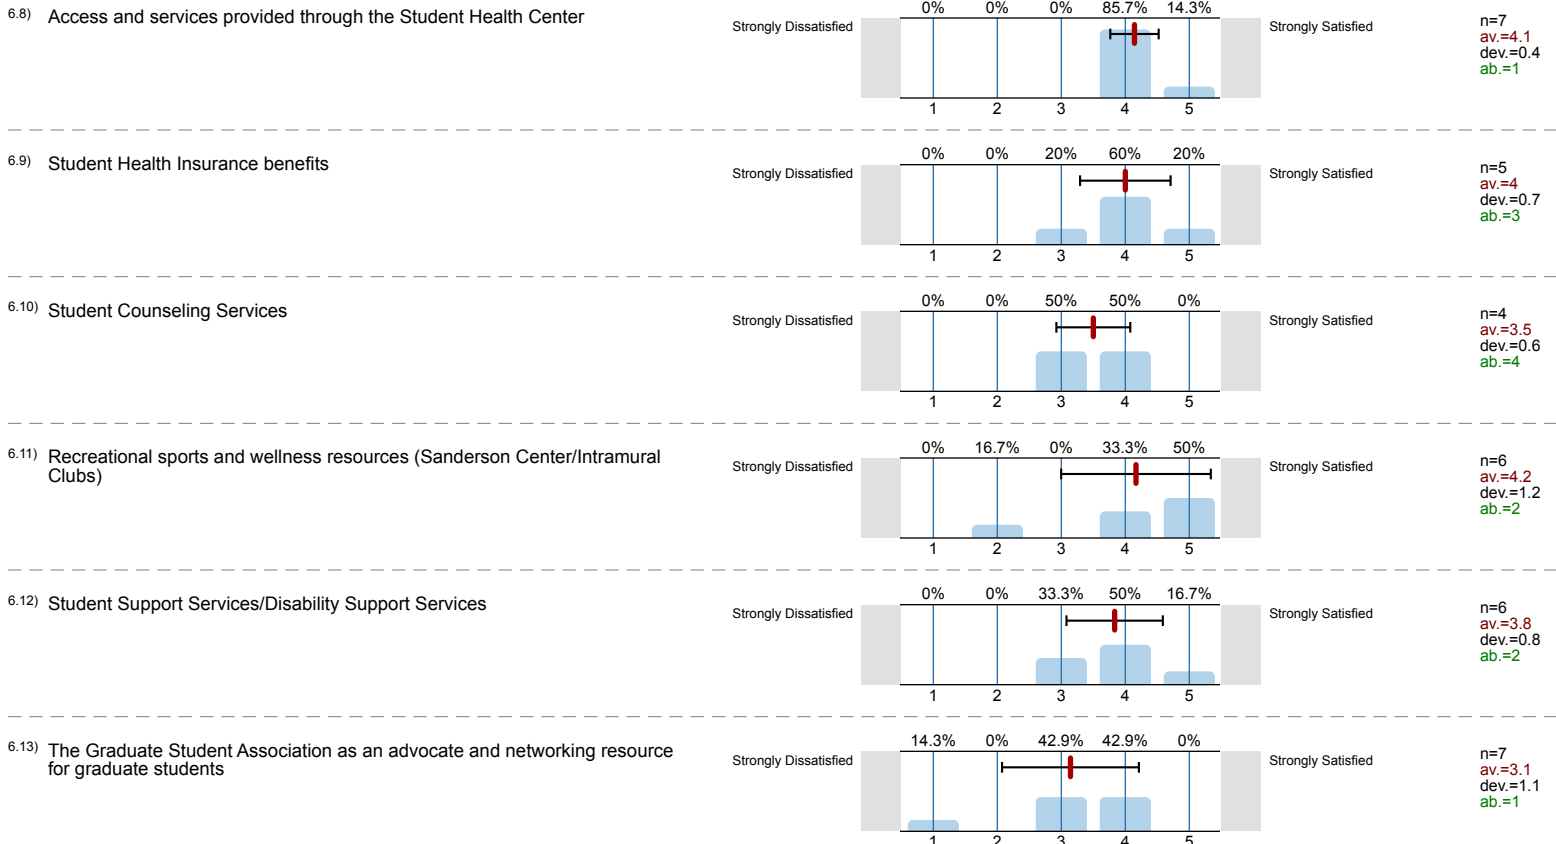 6.8) Access and services provided through the Student Health Center
0% 0% 0% 85.7% 14.3%
Strongly Dissatisfied Strongly Satisfied
n=7
av.=4.1
dev.=0.4
ab.=1
1 2 3 4 5
6.9) Student Health Insurance benefits
0% 0% 20% 60% 20%
Strongly Dissatisfied Strongly Satisfied
n=5
av.=4
dev.=0.7
ab.=3
1 2 3 4 5
6.10) Student Counseling Services
0% 0% 50% 50% 0%
Strongly Dissatisfied Strongly Satisfied
n=4
av.=3.5
dev.=0.6
ab.=4
1 2 3 4 5
6.11) Recreational sports and wellness resources (Sanderson Center/Intramural
Clubs)
0% 16.7% 0% 33.3% 50%
Strongly Dissatisfied Strongly Satisfied
n=6
av.=4.2
dev.=1.2
ab.=2
1 2 3 4 5
6.12) Student Support Services/Disability Support Services
0% 0% 33.3% 50% 16.7%
Strongly Dissatisfied Strongly Satisfied
n=6
av.=3.8
dev.=0.8
ab.=2
1 2 3 4 5
6.13) The Graduate Student Association as an advocate and networking resource
for graduate students
14.3% 0% 42.9% 42.9% 0%
Strongly Dissatisfied Strongly Satisfied
n=7
av.=3.1
dev.=1.1
ab.=1
1 2 3 4 5